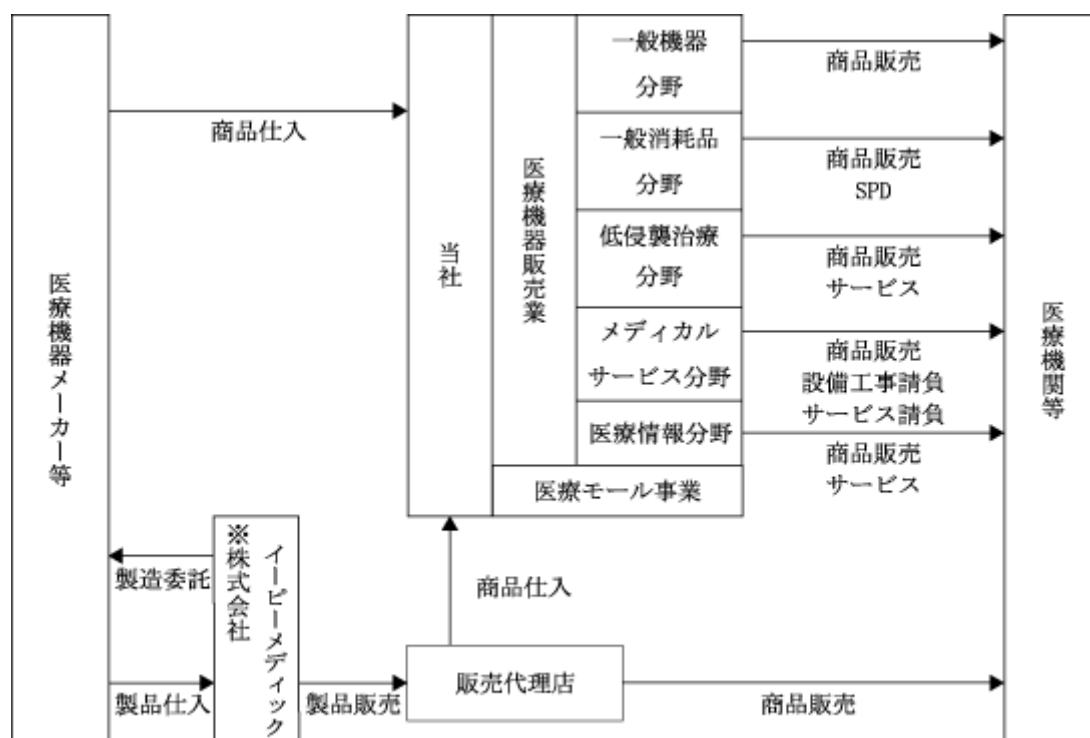 医療機器メーカー等
商品仕入
当社
医療機器販売業
一般機器
分野
一般消耗品
分野
低侵襲治療
分野
メディカル
サービス分野
医療情報分野
医療モール事業
商品販売
商品販売
SPD
商品販売
サービス
商品販売
設備工事請負
サービス請負
商品販売
サービス
医療機関等
製造委託
製品仕入
※株式会社
イーピーメディック
製品販売
商品仕入
販売代理店
商品販売